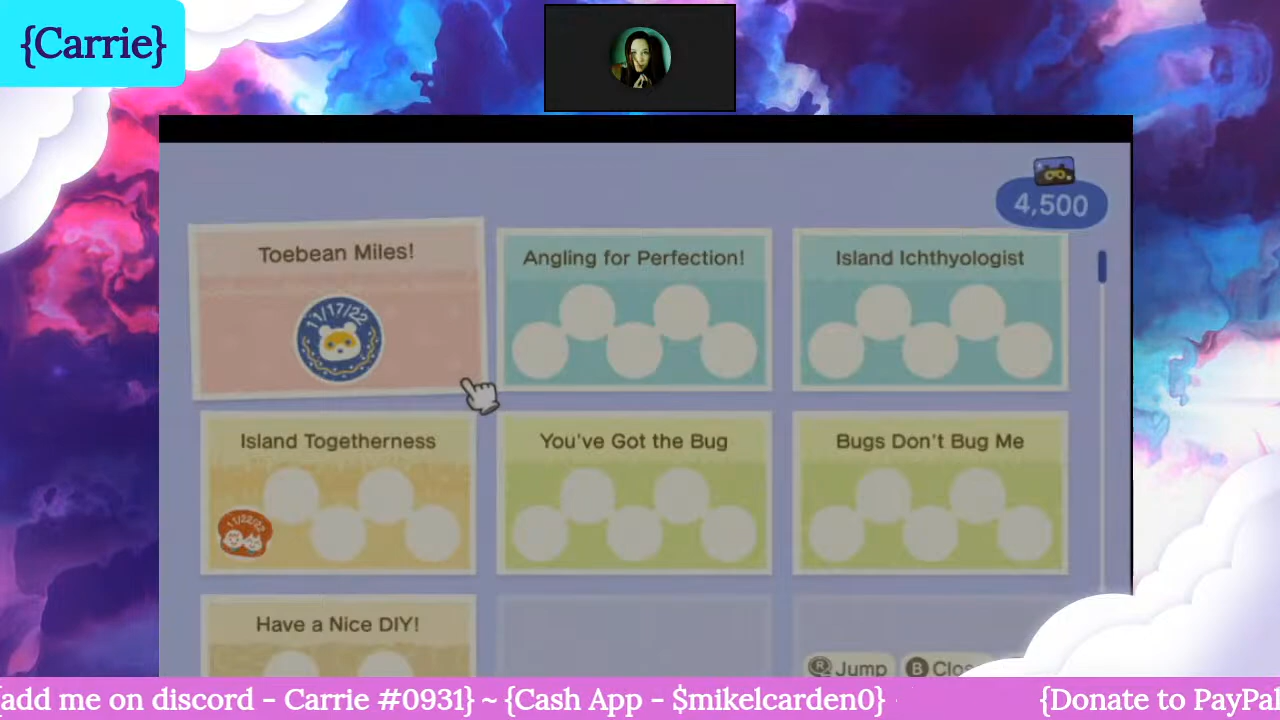 {Carrie}
4,500
Toebean Miles!
11/17/22
Angling for Perfection!
Island Ichthyologist
Island Togetherness
11/22/22
You've Got the Bug
Bugs Don't Bug Me
Have a Nice DIY!
R Jump B Clo
{add me on discord - Carrie #0931} ~ {Cash App - $mikelcarden0} - {Donate to PayPal